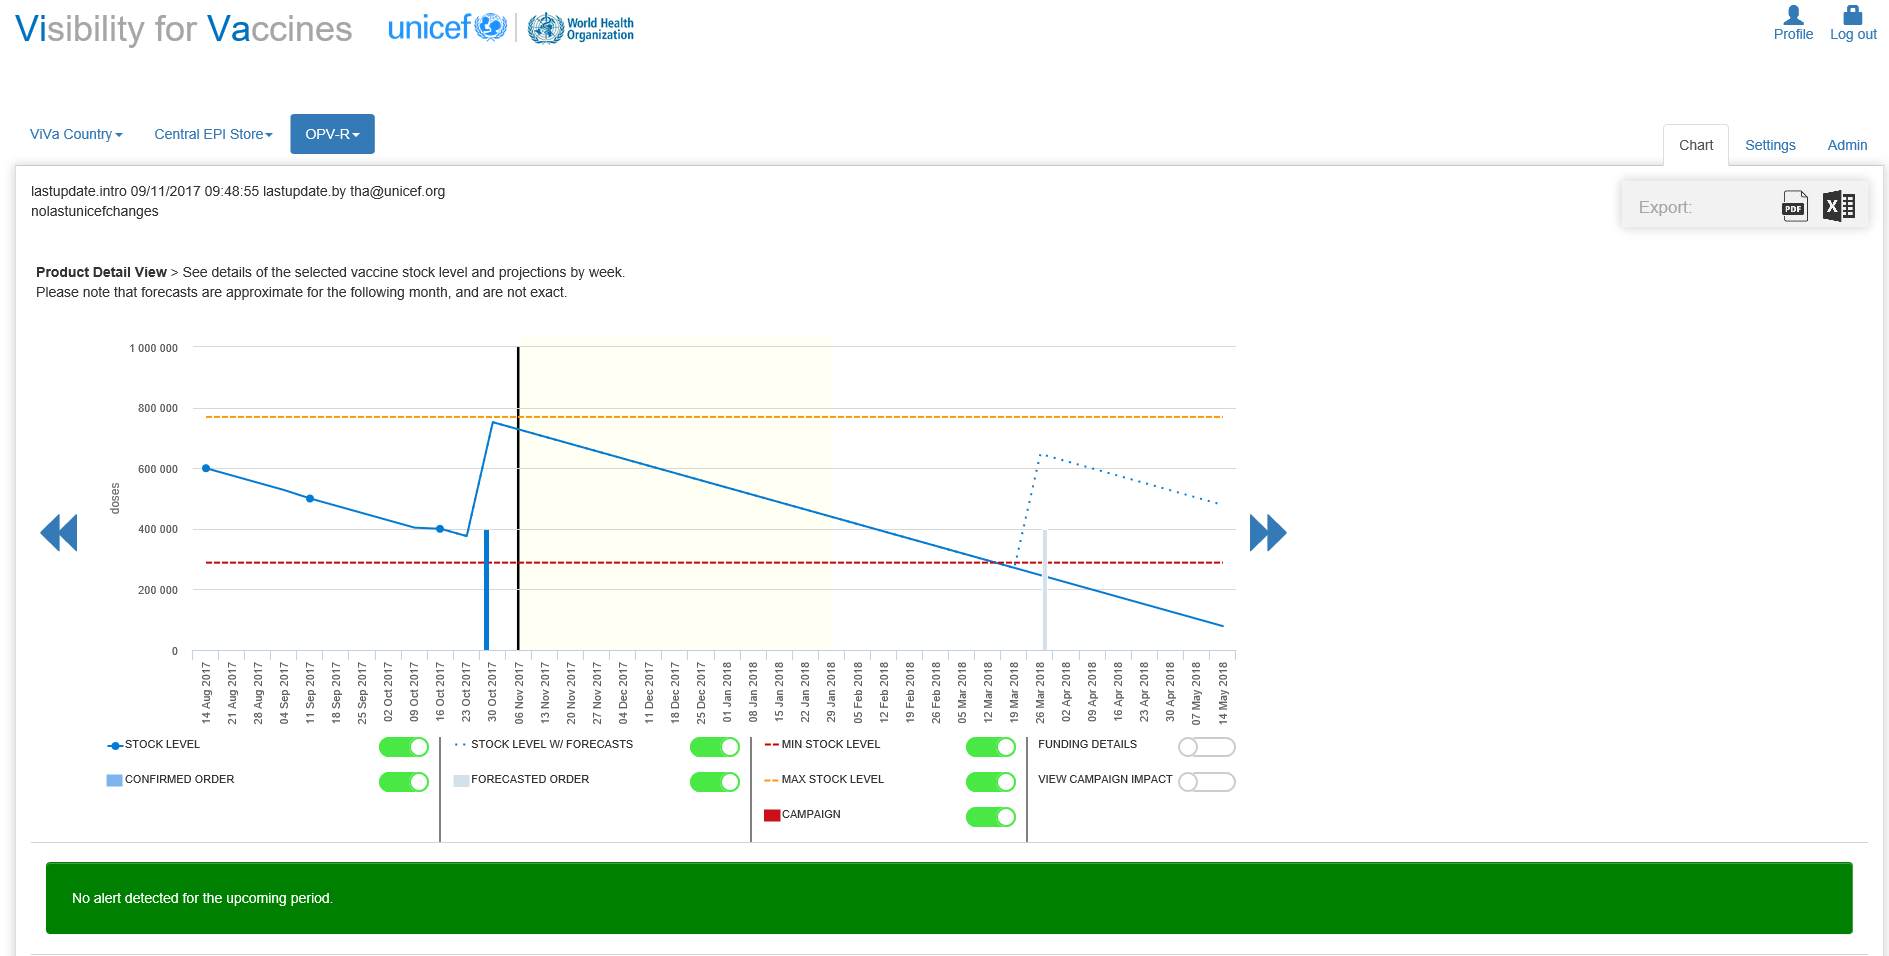 Visibility for Vaccines
unicef
World Health
Organization
Profile
Log out
ViVa Country
Central EPI Store
OPV-R
Chart
Settings
Admin
lastupdate.intro 09/11/2017 09:48:55 lastupdate.by tha@unicef.org
nolastunicefchanges
Export:
PDF
X
Product Detail View > See details of the selected vaccine stock level and projections by week.
Please note that forecasts are approximate for the following month, and are not exact.
1 000 000
800 000
600 000
400 000
200 000
0
doses
14 Aug 2017
21 Aug 2017
28 Aug 2017
04 Sep 2017
11 Sep 2017
18 Sep 2017
25 Sep 2017
02 Oct 2017
09 Oct 2017
16 Oct 2017
23 Oct 2017
30 Oct 2017
06 Nov 2017
13 Nov 2017
20 Nov 2017
27 Nov 2017
04 Dec 2017
11 Dec 2017
18 Dec 2017
25 Dec 2017
01 Jan 2018
08 Jan 2018
15 Jan 2018
22 Jan 2018
29 Jan 2018
05 Feb 2018
12 Feb 2018
19 Feb 2018
26 Feb 2018
05 Mar 2018
12 Mar 2018
19 Mar 2018
26 Mar 2018
02 Apr 2018
09 Apr 2018
16 Apr 2018
23 Apr 2018
30 Apr 2018
07 May 2018
14 May 2018
STOCK LEVEL
STOCK LEVEL W/ FORECASTS
MIN STOCK LEVEL
FUNDING DETAILS
CONFIRMED ORDER
FORECASTED ORDER
MAX STOCK LEVEL
VIEW CAMPAIGN IMPACT
CAMPAIGN
No alert detected for the upcoming period.